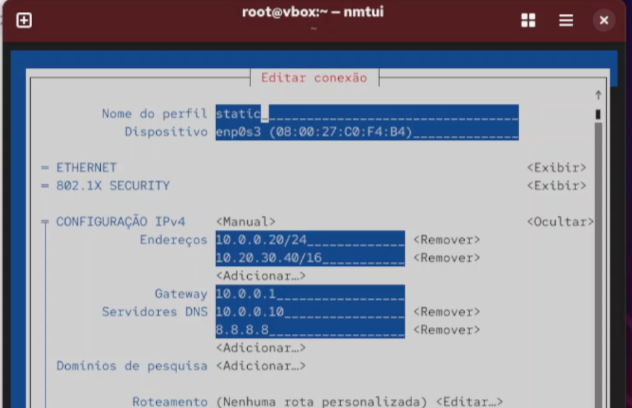 root@vbox:~ — nmtui
~
Editar conexão
Nome do perfil static
Dispositivo enp0s3 (08:00:27:C0:F4:B4)
= ETHERNET <Exibir>
= 802.1X SECURITY <Exibir>
= CONFIGURAÇÃO IPv4 <Manual> <Ocultar>
Endereços 10.0.0.20/24 <Remover>
10.20.30.40/16 <Remover>
<Adicionar…>
Gateway 10.0.0.1
Servidores DNS 10.0.0.10 <Remover>
8.8.8.8 <Remover>
<Adicionar…>
Domínios de pesquisa <Adicionar…>
Roteamento (Nenhuma rota personalizada) <Editar…>